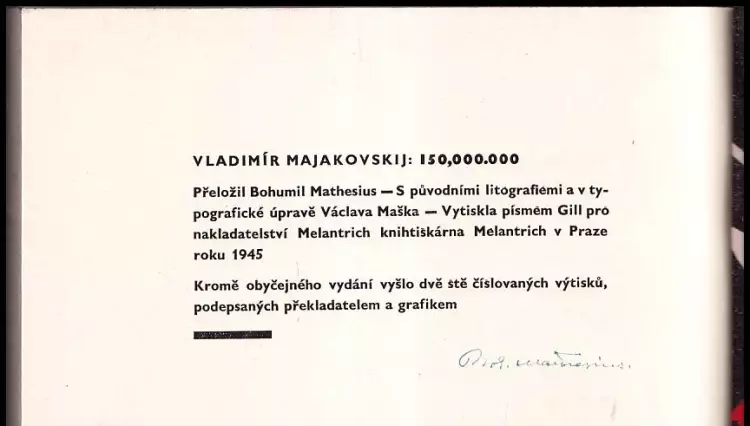 VLADIMÍR MAJAKOVSKIJ: 150,000.000
Přeložil Bohumil Mathesius — S původními litografiemi a v ty-
pografické úpravě Václava Maška — Vytiskla písmem Gill pro
nakladatelství Melantrich knihtiskárna Melantrich v Praze
roku 1945
Kromě obyčejného vydání vyšlo dvě stě číslovaných výtisků,
podepsaných překladatelem a grafikem
Mathesius.